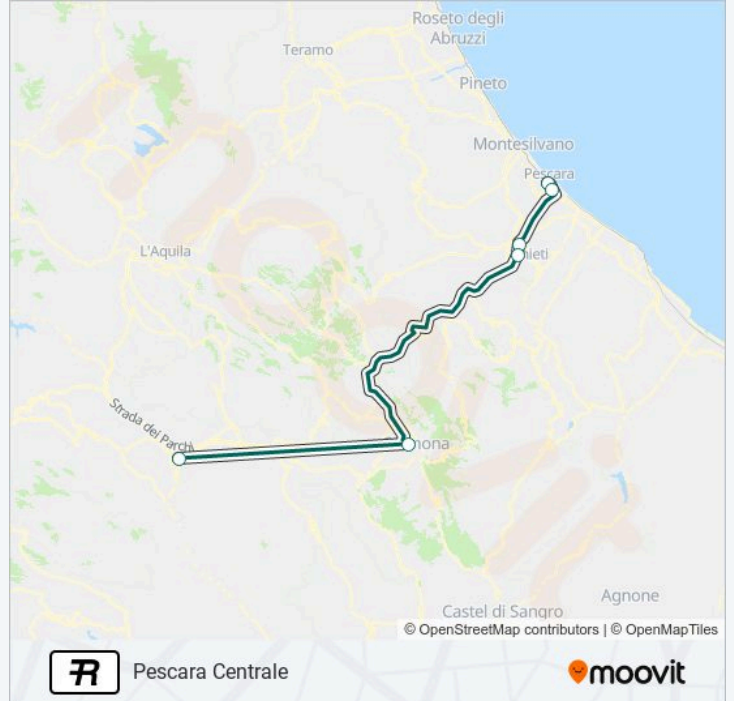 Roseto degli
Abruzzi
Teramo
Pineto
Montesilvano
Pescara
L'Aquila
hieti
Strada dei Parchi
mona
Agnone
Castel di Sangro
© OpenStreetMap contributors | © OpenMapTiles
R Pescara Centrale
moovit